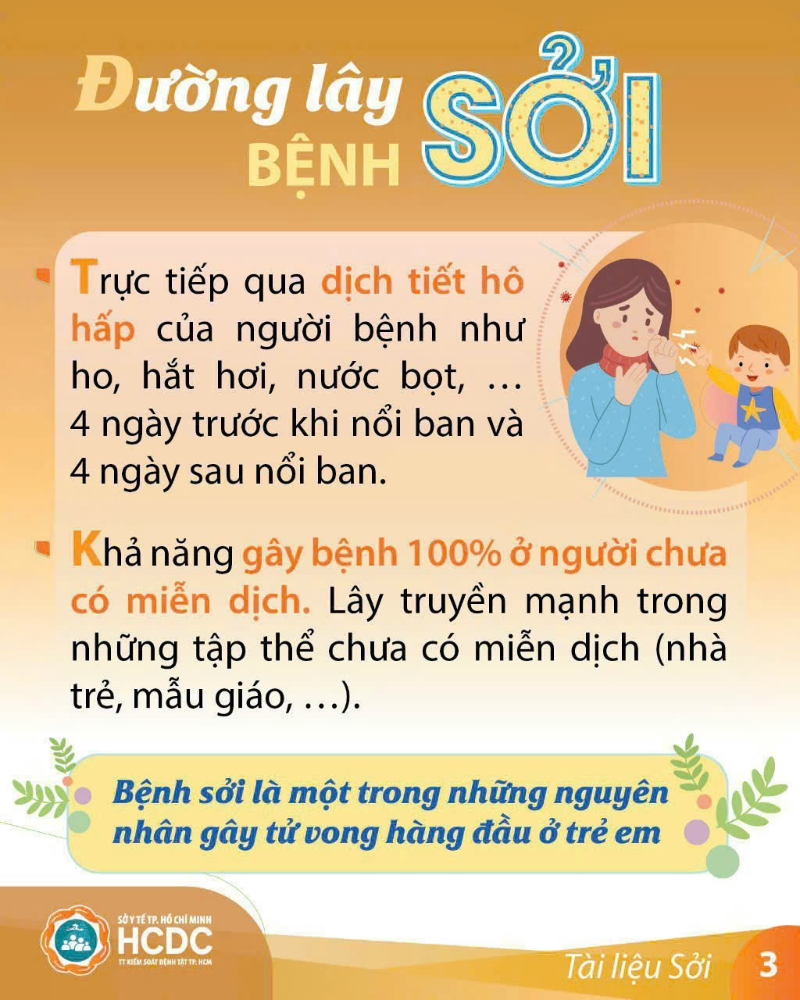 Đường lây
BỆNH SỞI
Trực tiếp qua dịch tiết hô
hấp của người bệnh như
ho, hắt hơi, nước bọt, ...
4 ngày trước khi nổi ban và
4 ngày sau nổi ban.
Khả năng gây bệnh 100% ở người chưa
có miễn dịch. Lây truyền mạnh trong
những tập thể chưa có miễn dịch (nhà
trẻ, mẫu giáo, ...).
Bệnh sởi là một trong những nguyên
nhân gây tử vong hàng đầu ở trẻ em
SỞ Y TẾ TP. HỒ CHÍ MINH
HCDC
TT KIỂM SOÁT BỆNH TẬT TP. HCM
Tài liệu Sởi 3